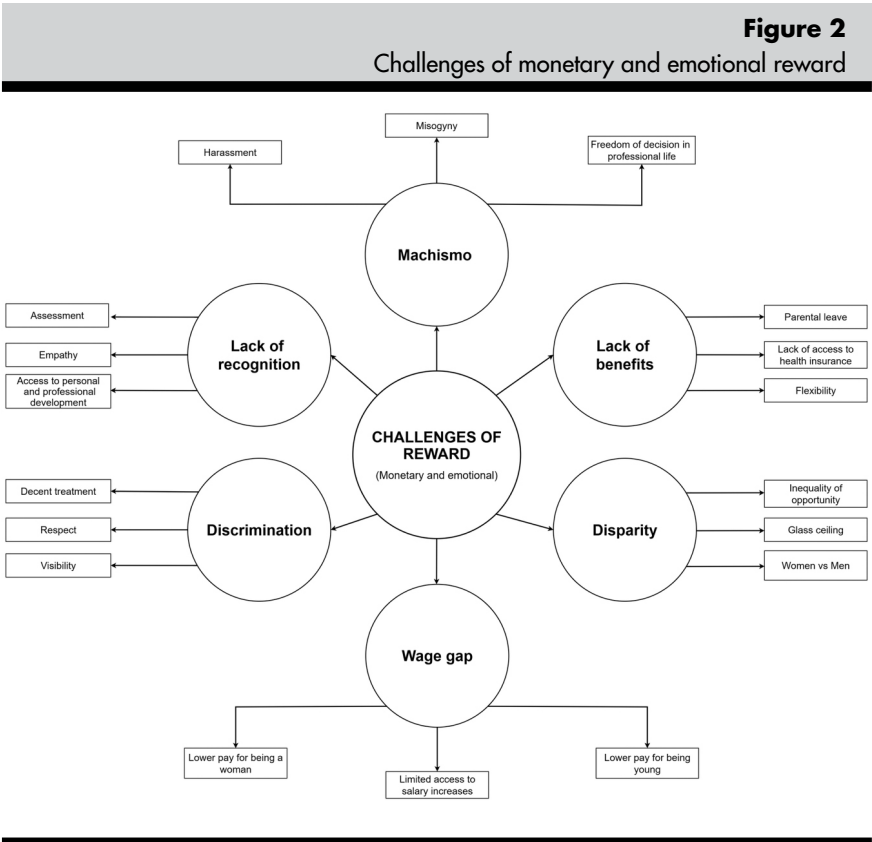 Figure 2
Challenges of monetary and emotional reward
Misogyny
Harassment
Freedom of decision in
professional life
Machismo
Assessment
Empathy
Access to personal
and professional
development
Lack of
recognition
Lack of
benefits
Parental leave
Lack of access to
health insurance
Flexibility
CHALLENGES OF
REWARD
(Monetary and emotional)
Decent treatment
Respect
Visibility
Discrimination
Disparity
Inequality of
opportunity
Glass ceiling
Women vs Men
Wage gap
Lower pay for being a
woman
Limited access to
salary increases
Lower pay for being
young